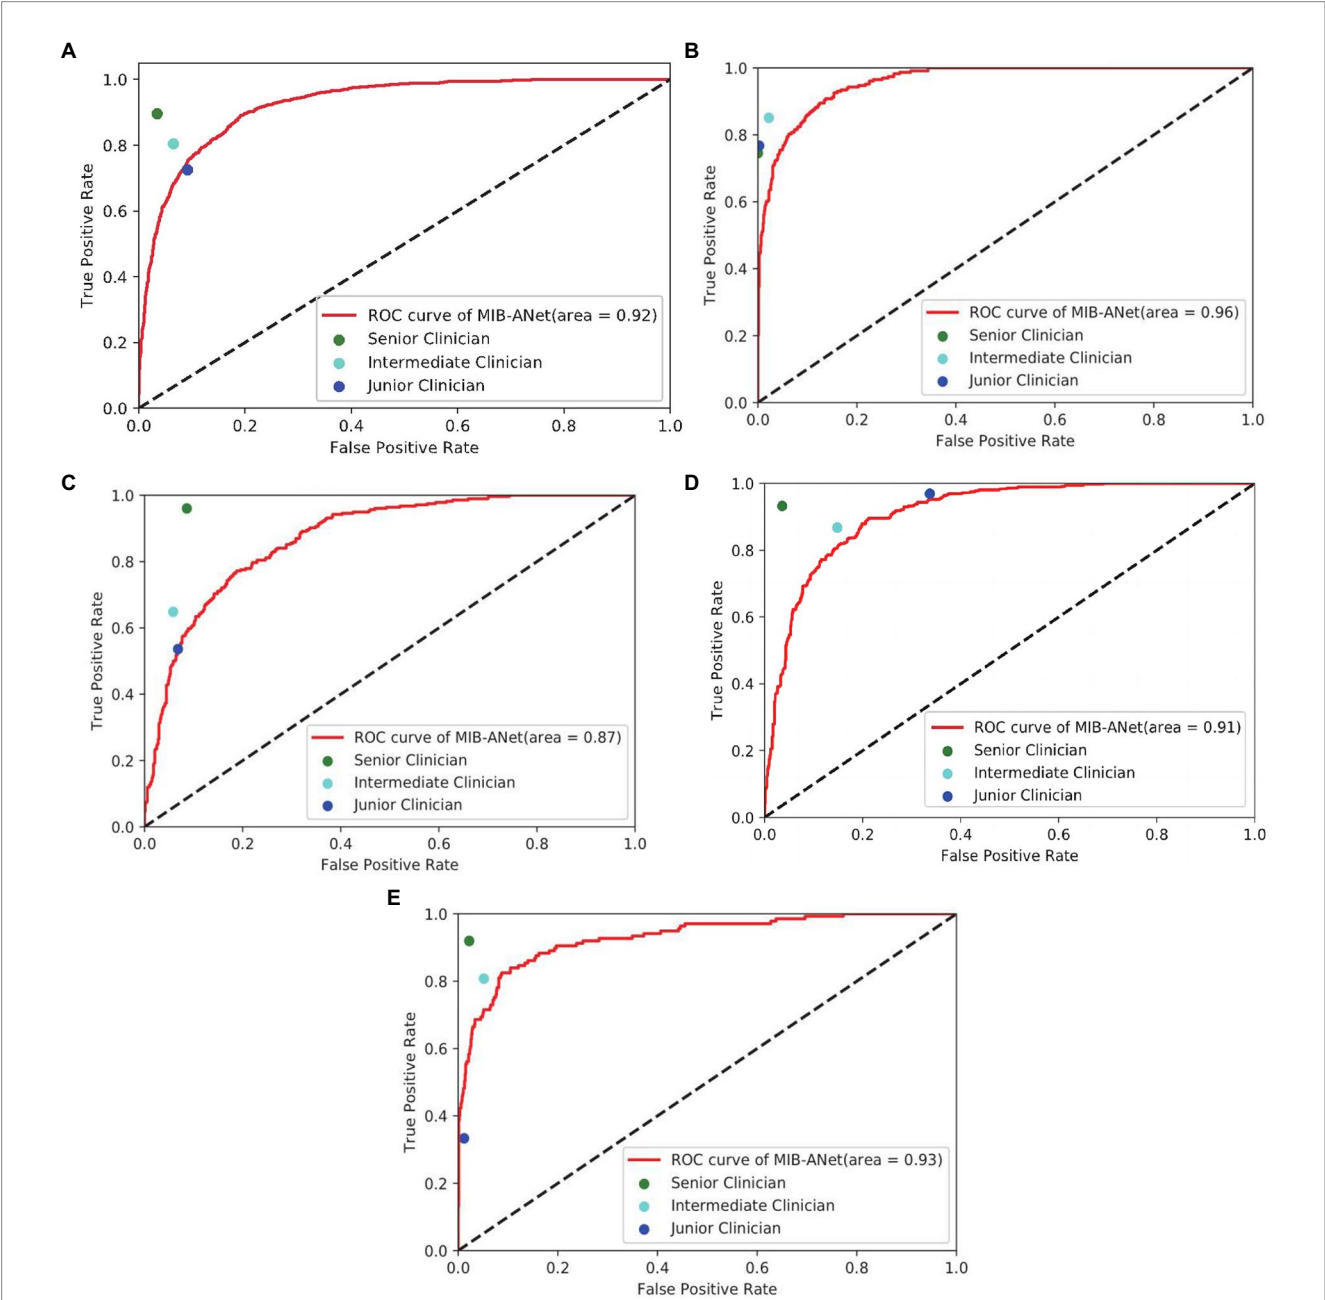 A
1.0
0.8
0.6
0.4
0.2
0.0
True Positive Rate
ROC curve of MIB-ANet(area = 0.92)
Senior Clinician
Intermediate Clinician
Junior Clinician
0.0 0.2 0.4 0.6 0.8 1.0
False Positive Rate
B
1.0
0.8
0.6
0.4
0.2
0.0
True Positive Rate
ROC curve of MIB-ANet(area = 0.96)
Senior Clinician
Intermediate Clinician
Junior Clinician
0.0 0.2 0.4 0.6 0.8 1.0
False Positive Rate
C
1.0
0.8
0.6
0.4
0.2
0.0
True Positive Rate
ROC curve of MIB-ANet(area = 0.87)
Senior Clinician
Intermediate Clinician
Junior Clinician
0.0 0.2 0.4 0.6 0.8 1.0
False Positive Rate
D
1.0
0.8
0.6
0.4
0.2
0.0
True Positive Rate
ROC curve of MIB-ANet(area = 0.91)
Senior Clinician
Intermediate Clinician
Junior Clinician
0.0 0.2 0.4 0.6 0.8 1.0
False Positive Rate
E
1.0
0.8
0.6
0.4
0.2
0.0
True Positive Rate
ROC curve of MIB-ANet(area = 0.93)
Senior Clinician
Intermediate Clinician
Junior Clinician
0.0 0.2 0.4 0.6 0.8 1.0
False Positive Rate